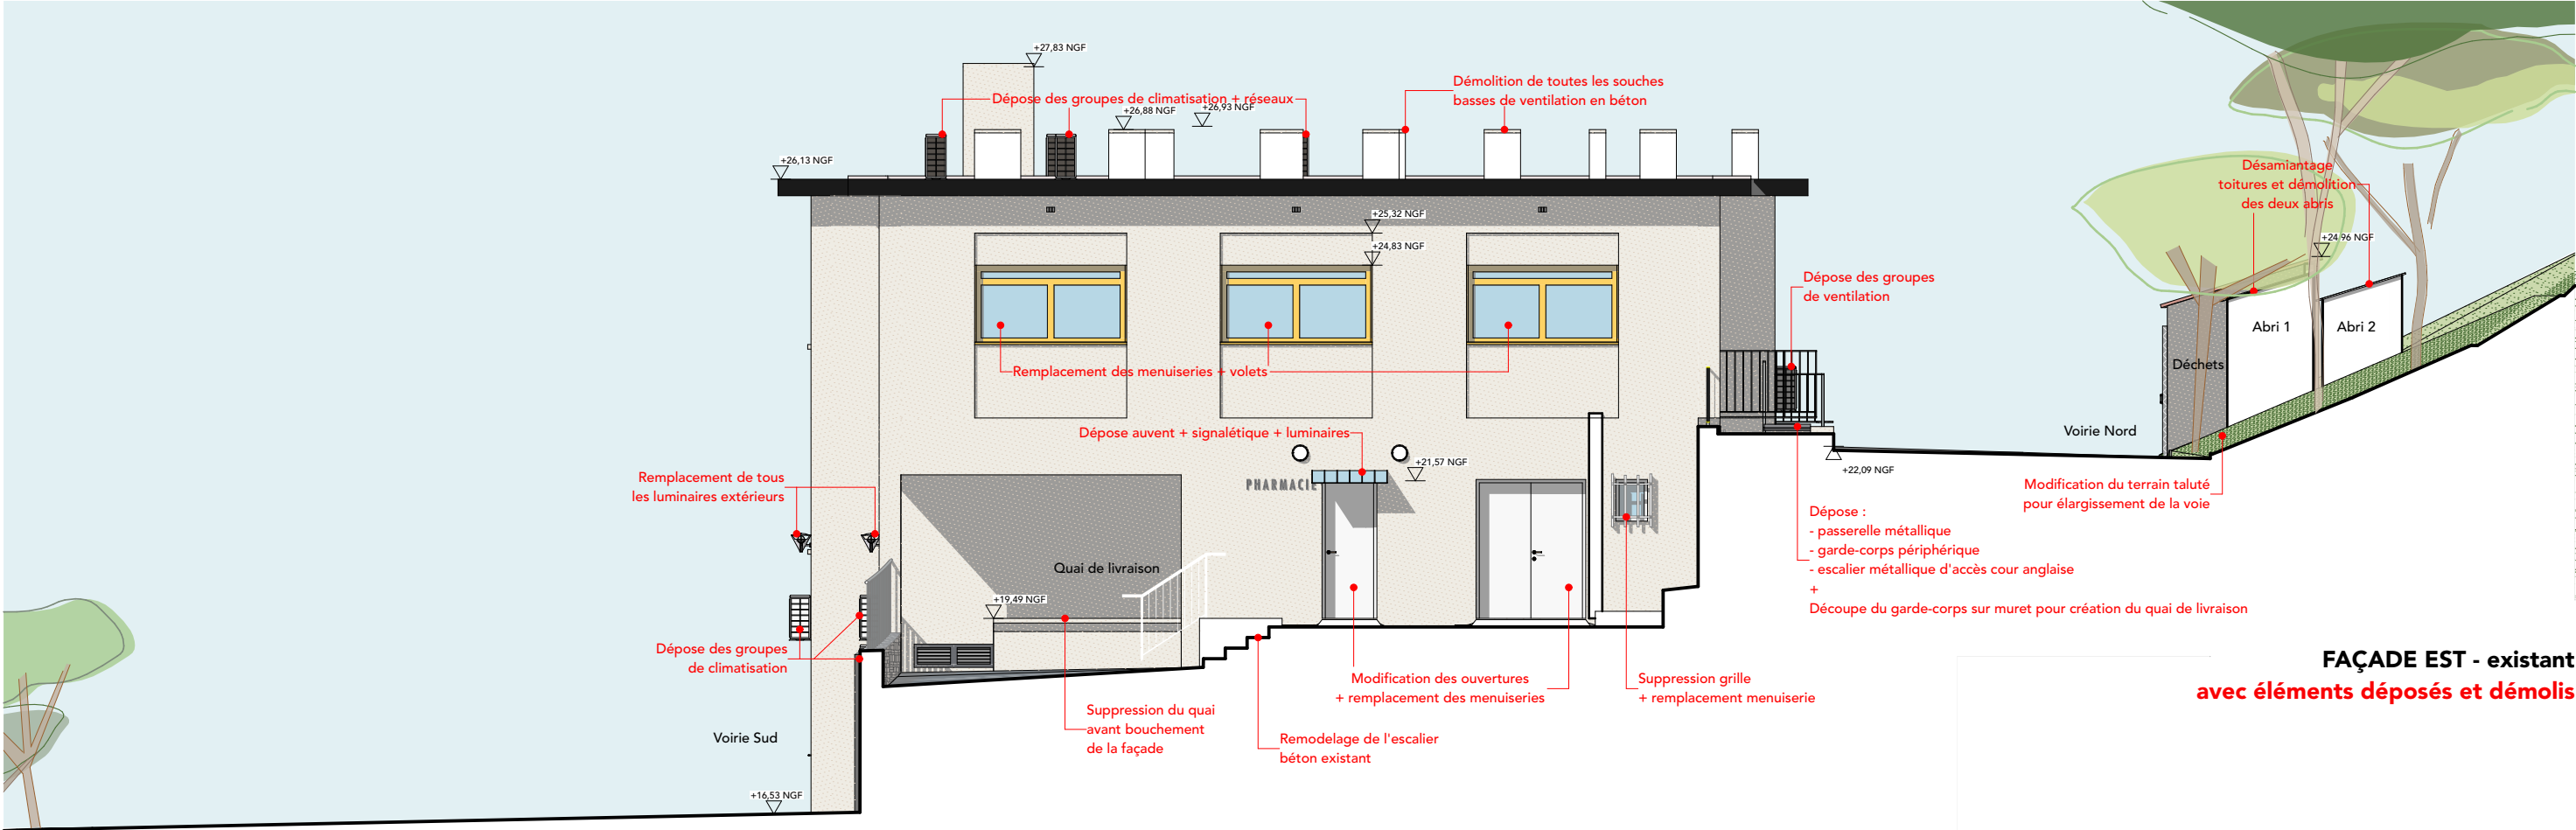 +27,83 NGF
Dépose des groupes de climatisation + réseaux
+26,88 NGF
+26,93 NGF
Démolition de toutes les souches
basses de ventilation en béton
+26,13 NGF
Désamiantage
toitures et démolition
des deux abris
+25,32 NGF
+24,83 NGF
+24,96 NGF
Dépose des groupes
de ventilation
Abri 1
Abri 2
Déchets
Remplacement des menuiseries + volets
Dépose auvent + signalétique + luminaires
Voirie Nord
+21,57 NGF
+22,09 NGF
PHARMACIE
Remplacement de tous
les luminaires extérieurs
Modification du terrain taluté
pour élargissement de la voie
Dépose :
- passerelle métallique
- garde-corps périphérique
- escalier métallique d'accès cour anglaise
+
Découpe du garde-corps sur muret pour création du quai de livraison
Quai de livraison
+19,49 NGF
Dépose des groupes
de climatisation
Modification des ouvertures
+ remplacement des menuiseries
Suppression grille
+ remplacement menuiserie
Suppression du quai
avant bouchement
de la façade
Remodelage de l'escalier
béton existant
Voirie Sud
+16,53 NGF
FAÇADE EST - existant
avec éléments déposés et démolis